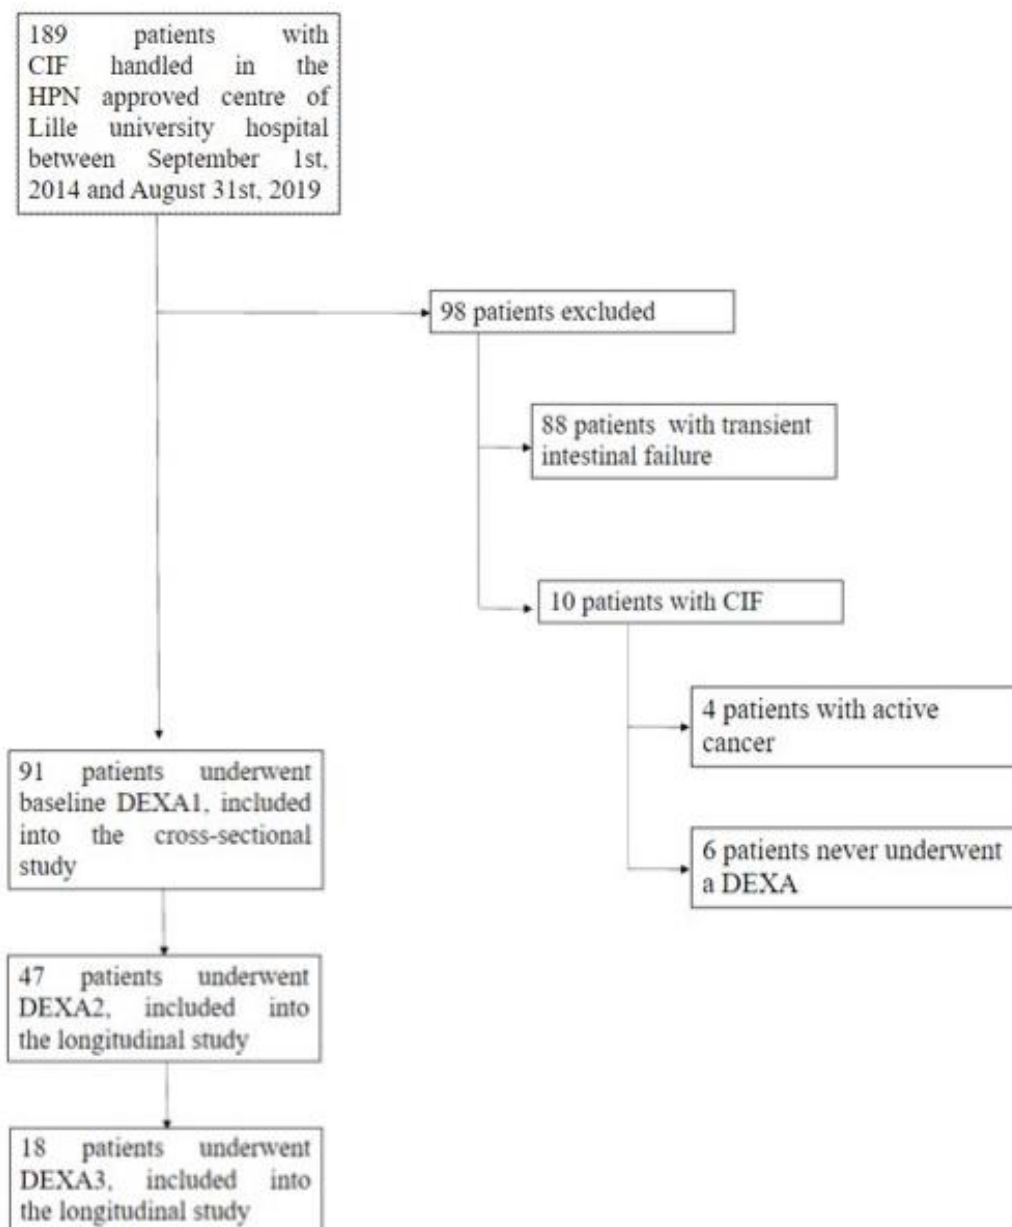 189 patients with
CIF handled in the
HPN approved centre of
Lille university hospital
between September 1st,
2014 and August 31st, 2019
98 patients excluded
88 patients with transient
intestinal failure
10 patients with CIF
4 patients with active
cancer
91 patients underwent
baseline DEXA1, included
into the cross-sectional
study
6 patients never underwent
a DEXA
47 patients underwent
DEXA2, included into
the longitudinal study
18 patients underwent
DEXA3, included into
the longitudinal study